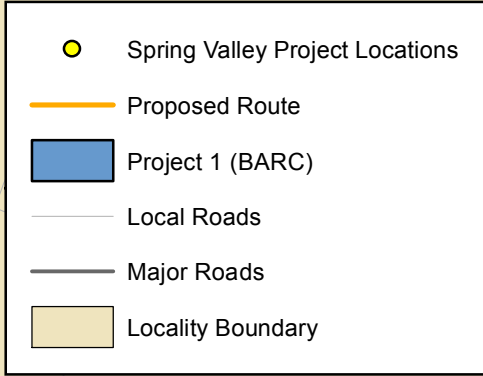 Spring Valley Project Locations
Proposed Route
Project 1 (BARC)
Local Roads
Major Roads
Locality Boundary